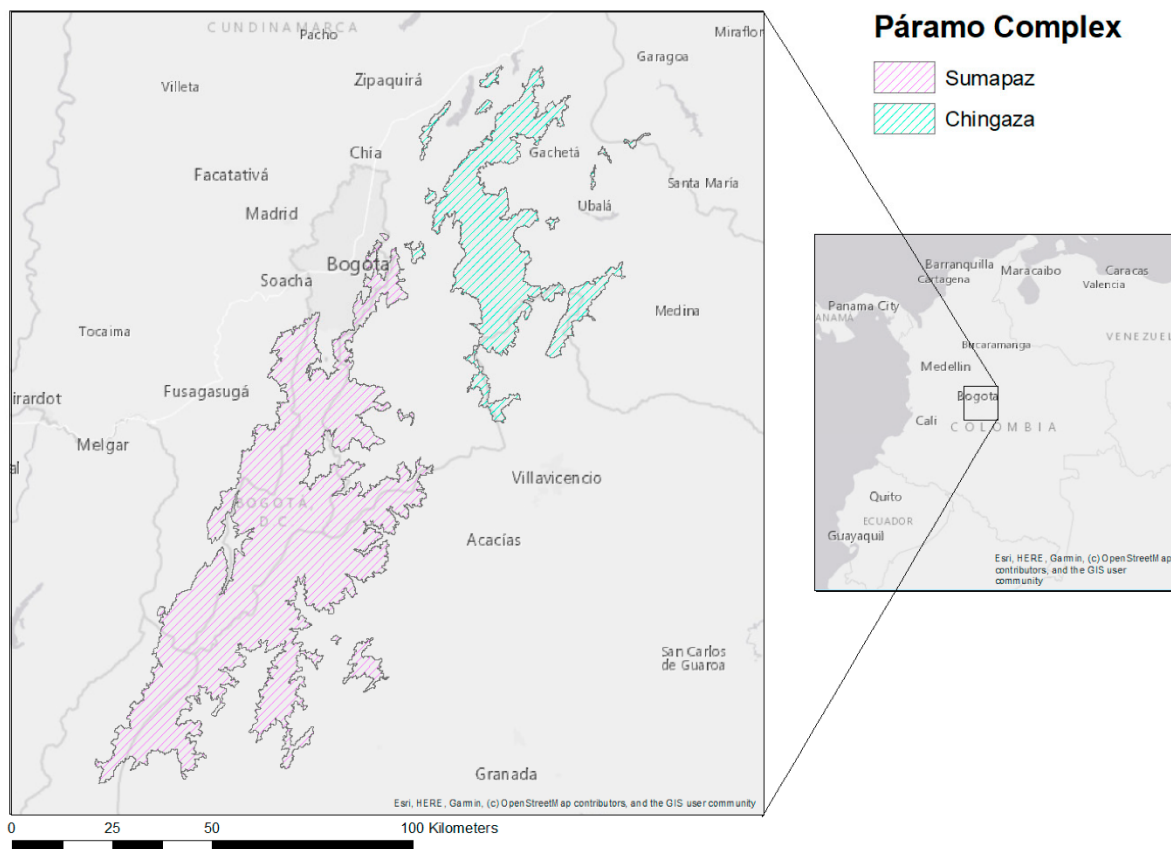 CUNDINAMARCA
Pacho
Miraflor
Garagoa
Zipaquirá
Villeta
Chía
Gachetá
Facatativá
Santa María
Madrid
Ubalá
Bogota
Soacha
Medina
Tocaima
Fusagasugá
irardot
Melgar
al
Villavicencio
BOGOTÁ,
D.C
Acacías
San Carlos
de Guaroa
Granada
Esri, HERE, Garmin, (c) OpenStreetMap contributors, and the GIS user community
0 25 50 100 Kilometers
Páramo Complex
Sumapaz
Chingaza
Barranquilla
Maracaibo
Caracas
Cartagena
Valencia
Panama City
ANAMA
VENEZUEL
Bucaramanga
Medellin
Bogota
Cali
COLOMBIA
Quito
ECUADOR
Guayaquil
Esri, HERE, Garmin, (c) OpenStreetMap
contributors, and the GIS user
community